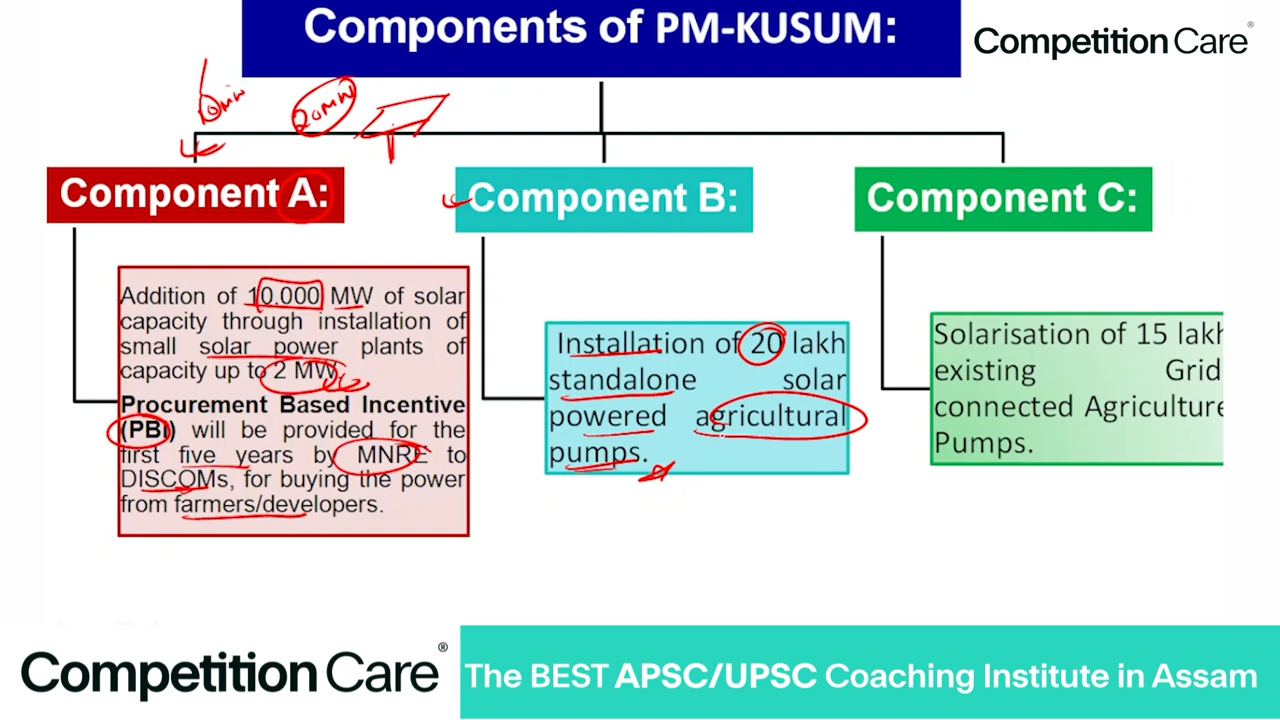 Components of PM-KUSUM:
Competition Care®
20MW
Component A:
Component B:
Component C:
Addition of 10.000 MW of solar
capacity through installation of
small solar power plants of
capacity up to 2 MW.
Procurement Based Incentive
(PBI) will be provided for the
first five years by MNRE to
DISCOMs, for buying the power
from farmers/developers.
Installation of 20 lakh
standalone solar
powered agricultural
pumps.
Solarisation of 15 lakh
existing Grid
connected Agriculture
Pumps.
Competition Care®
The BEST APSC/UPSC Coaching Institute in Assam